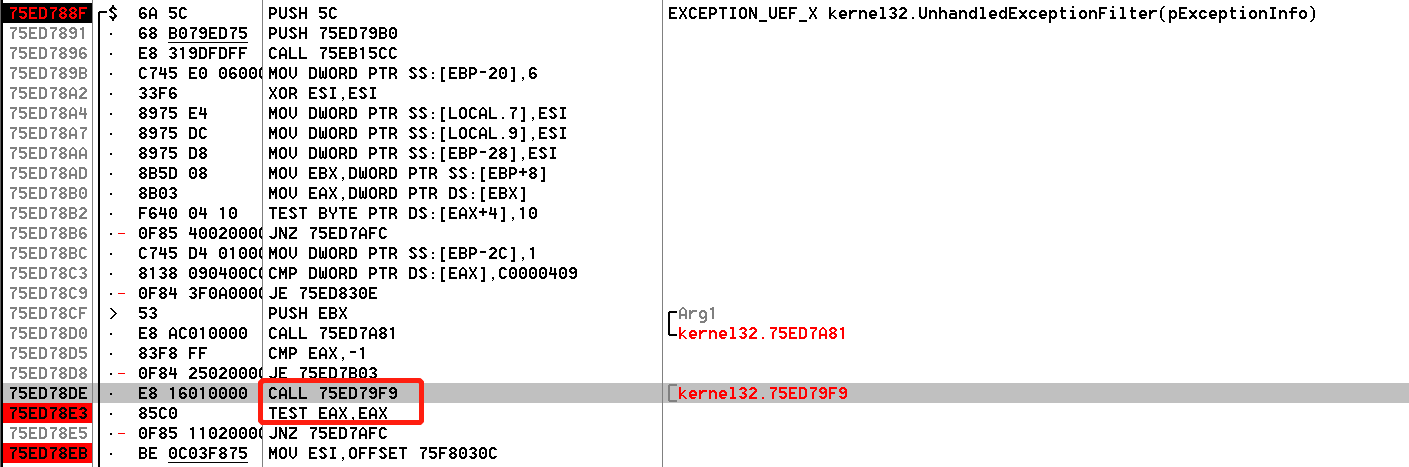 75ED788F $ 6A 5C PUSH 5C EXCEPTION_UEF_X kernel32.UnhandledExceptionFilter(pExceptionInfo)
75ED7891 · 68 B079ED75 PUSH 75ED79B0
75ED7896 · E8 319DFDFF CALL 75EB15CC
75ED789B · C745 E0 0600 MOV DWORD PTR SS:[EBP-20],6
75ED78A2 · 33F6 XOR ESI,ESI
75ED78A4 · 8975 E4 MOV DWORD PTR SS:[LOCAL.7],ESI
75ED78A7 · 8975 DC MOV DWORD PTR SS:[LOCAL.9],ESI
75ED78AA · 8975 D8 MOV DWORD PTR SS:[EBP-28],ESI
75ED78AD · 8B5D 08 MOV EBX,DWORD PTR SS:[EBP+8]
75ED78B0 · 8B03 MOV EAX,DWORD PTR DS:[EBX]
75ED78B2 · F640 04 10 TEST BYTE PTR DS:[EAX+4],10
75ED78B6 ·- 0F85 40020000 JNZ 75ED7AFC
75ED78BC · C745 D4 0100 MOV DWORD PTR SS:[EBP-2C],1
75ED78C3 · 8138 090400C0 CMP DWORD PTR DS:[EAX],C0000409
75ED78C9 ·- 0F84 3F0A0000 JE 75ED830E
75ED78CF > 53 PUSH EBX Arg1
75ED78D0 · E8 AC010000 CALL 75ED7A81 kernel32.75ED7A81
75ED78D5 · 83F8 FF CMP EAX,-1
75ED78D8 ·- 0F84 25020000 JE 75ED7B03
75ED78DE · E8 16010000 CALL 75ED79F9 kernel32.75ED79F9
75ED78E3 · 85C0 TEST EAX,EAX
75ED78E5 ·- 0F85 11020000 JNZ 75ED7AFC
75ED78EB · BE 0C03F875 MOV ESI,OFFSET 75F8030C